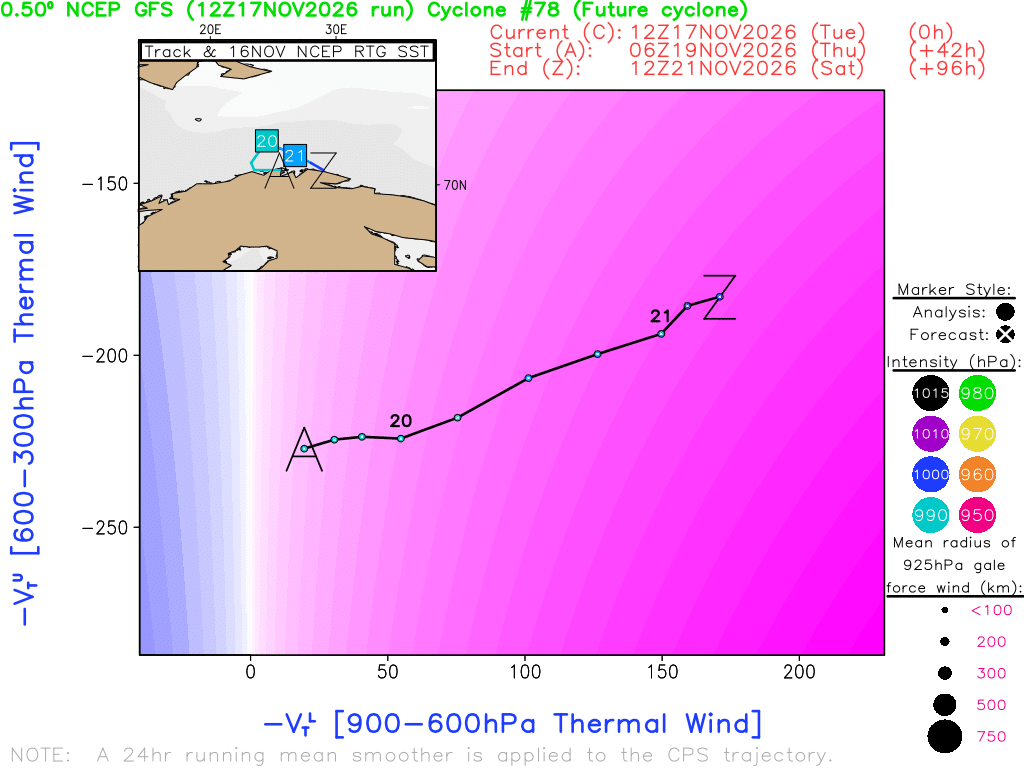 0.50° NCEP GFS (12Z17NOV2026 run) Cyclone #78 (Future cyclone)
Current (C): 12Z17NOV2026 (Tue) (0h)
Start (A): 06Z19NOV2026 (Thu) (+42h)
End (Z): 12Z21NOV2026 (Sat) (+96h)
20E 30E
Track & 16NOV NCEP RTG SST
20
21
A Z
70N
−150
−200
−250
−V_T^U [600−300hPa Thermal Wind]
A
20
21
Z
0 50 100 150 200
−V_T^L [900−600hPa Thermal Wind]
Marker Style:
Analysis:
Forecast:
Intensity (hPa):
1015 980
1010 970
1000 960
990 950
Mean radius of
925hPa gale
force wind (km):
<100
200
300
500
750
NOTE: A 24hr running mean smoother is applied to the CPS trajectory.